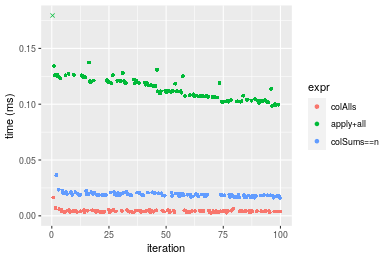 0.15
0.10
0.05
0.00
time (ms)
0
25
50
75
100
iteration
expr
colAlls
apply+all
colSums==n